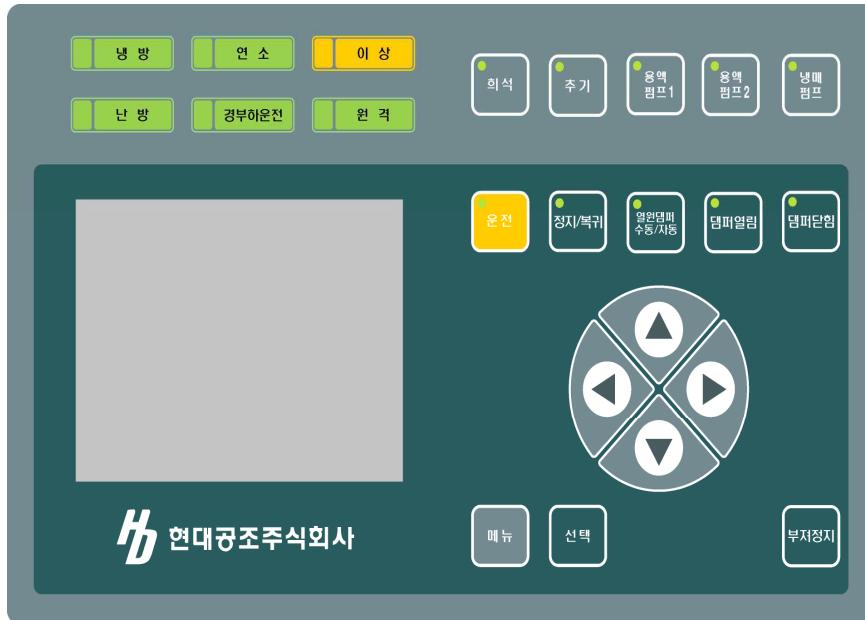 냉 방
연 소
이 상
난 방
경부하운전
원 격
희석
추기
용액
펌프1
용액
펌프2
냉매
펌프
운전
정지/복귀
열원댐퍼
수동/자동
댐퍼열림
댐퍼닫힘
HD 현대공조주식회사
메뉴
선택
부져정지